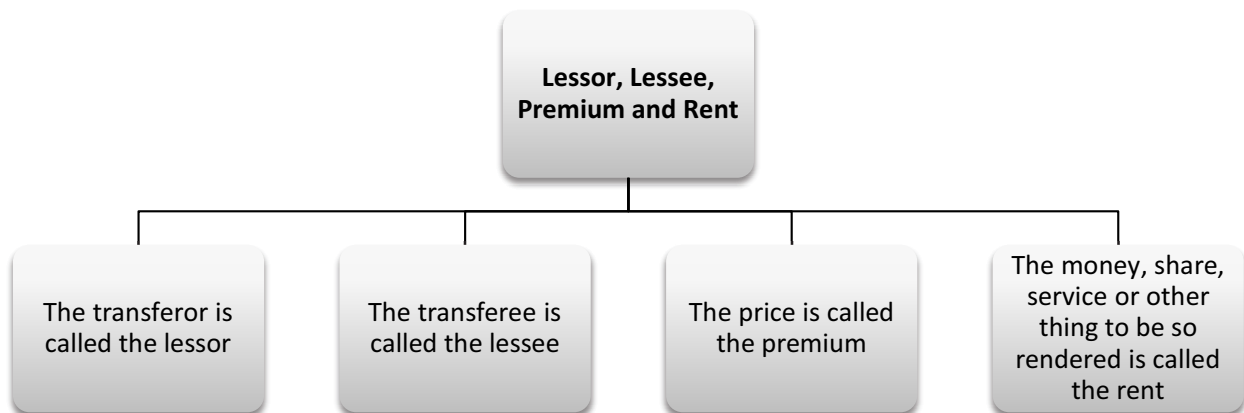 Lessor, Lessee,
Premium and Rent
The transferor is
called the lessor
The transferee is
called the lessee
The price is called
the premium
The money, share,
service or other
thing to be so
rendered is called
the rent